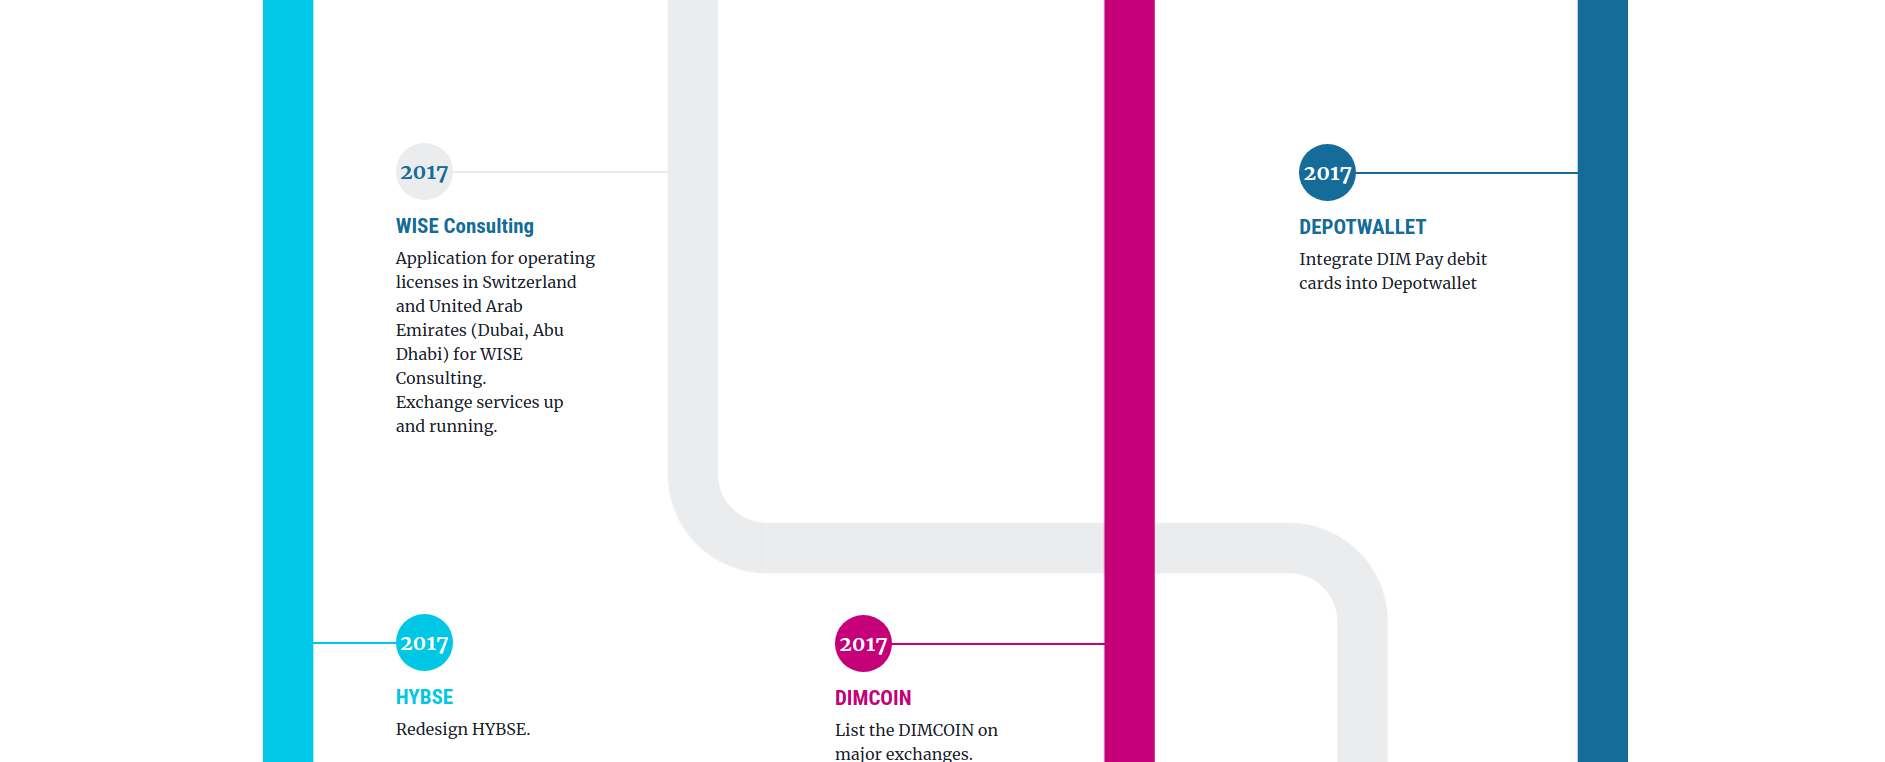 2017
WISE Consulting
Application for operating
licenses in Switzerland
and United Arab
Emirates (Dubai, Abu
Dhabi) for WISE
Consulting.
Exchange services up
and running.
2017
DEPOTWALLET
Integrate DIM Pay debit
cards into Depotwallet
2017
HYBSE
Redesign HYBSE.
2017
DIMCOIN
List the DIMCOIN on
major exchanges.